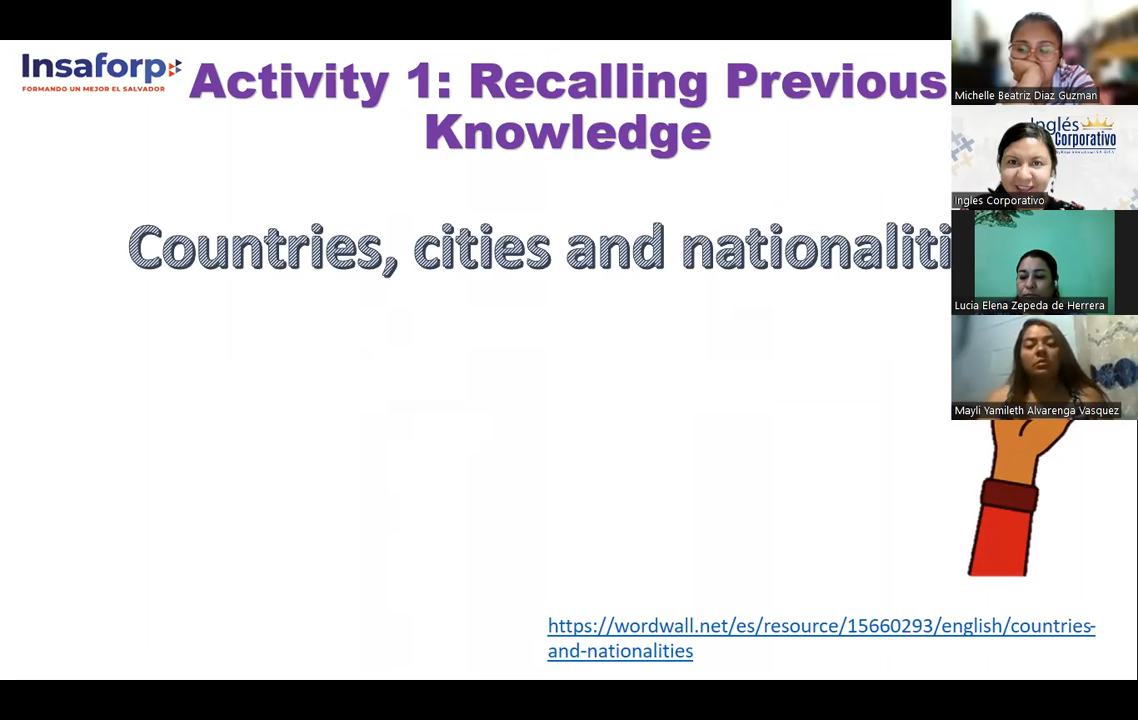 Insaforp
FORMANDO UN MEJOR EL SALVADOR
Activity 1: Recalling Previous
Knowledge
Countries, cities and nationaliti
https://wordwall.net/es/resource/15660293/english/countries-
and-nationalities
Michelle Beatriz Diaz Guzman
Inglés
Corporativo
Ingles Corporativo
Lucia Elena Zepeda de Herrera
Mayli Yamileth Alvarenga Vasquez